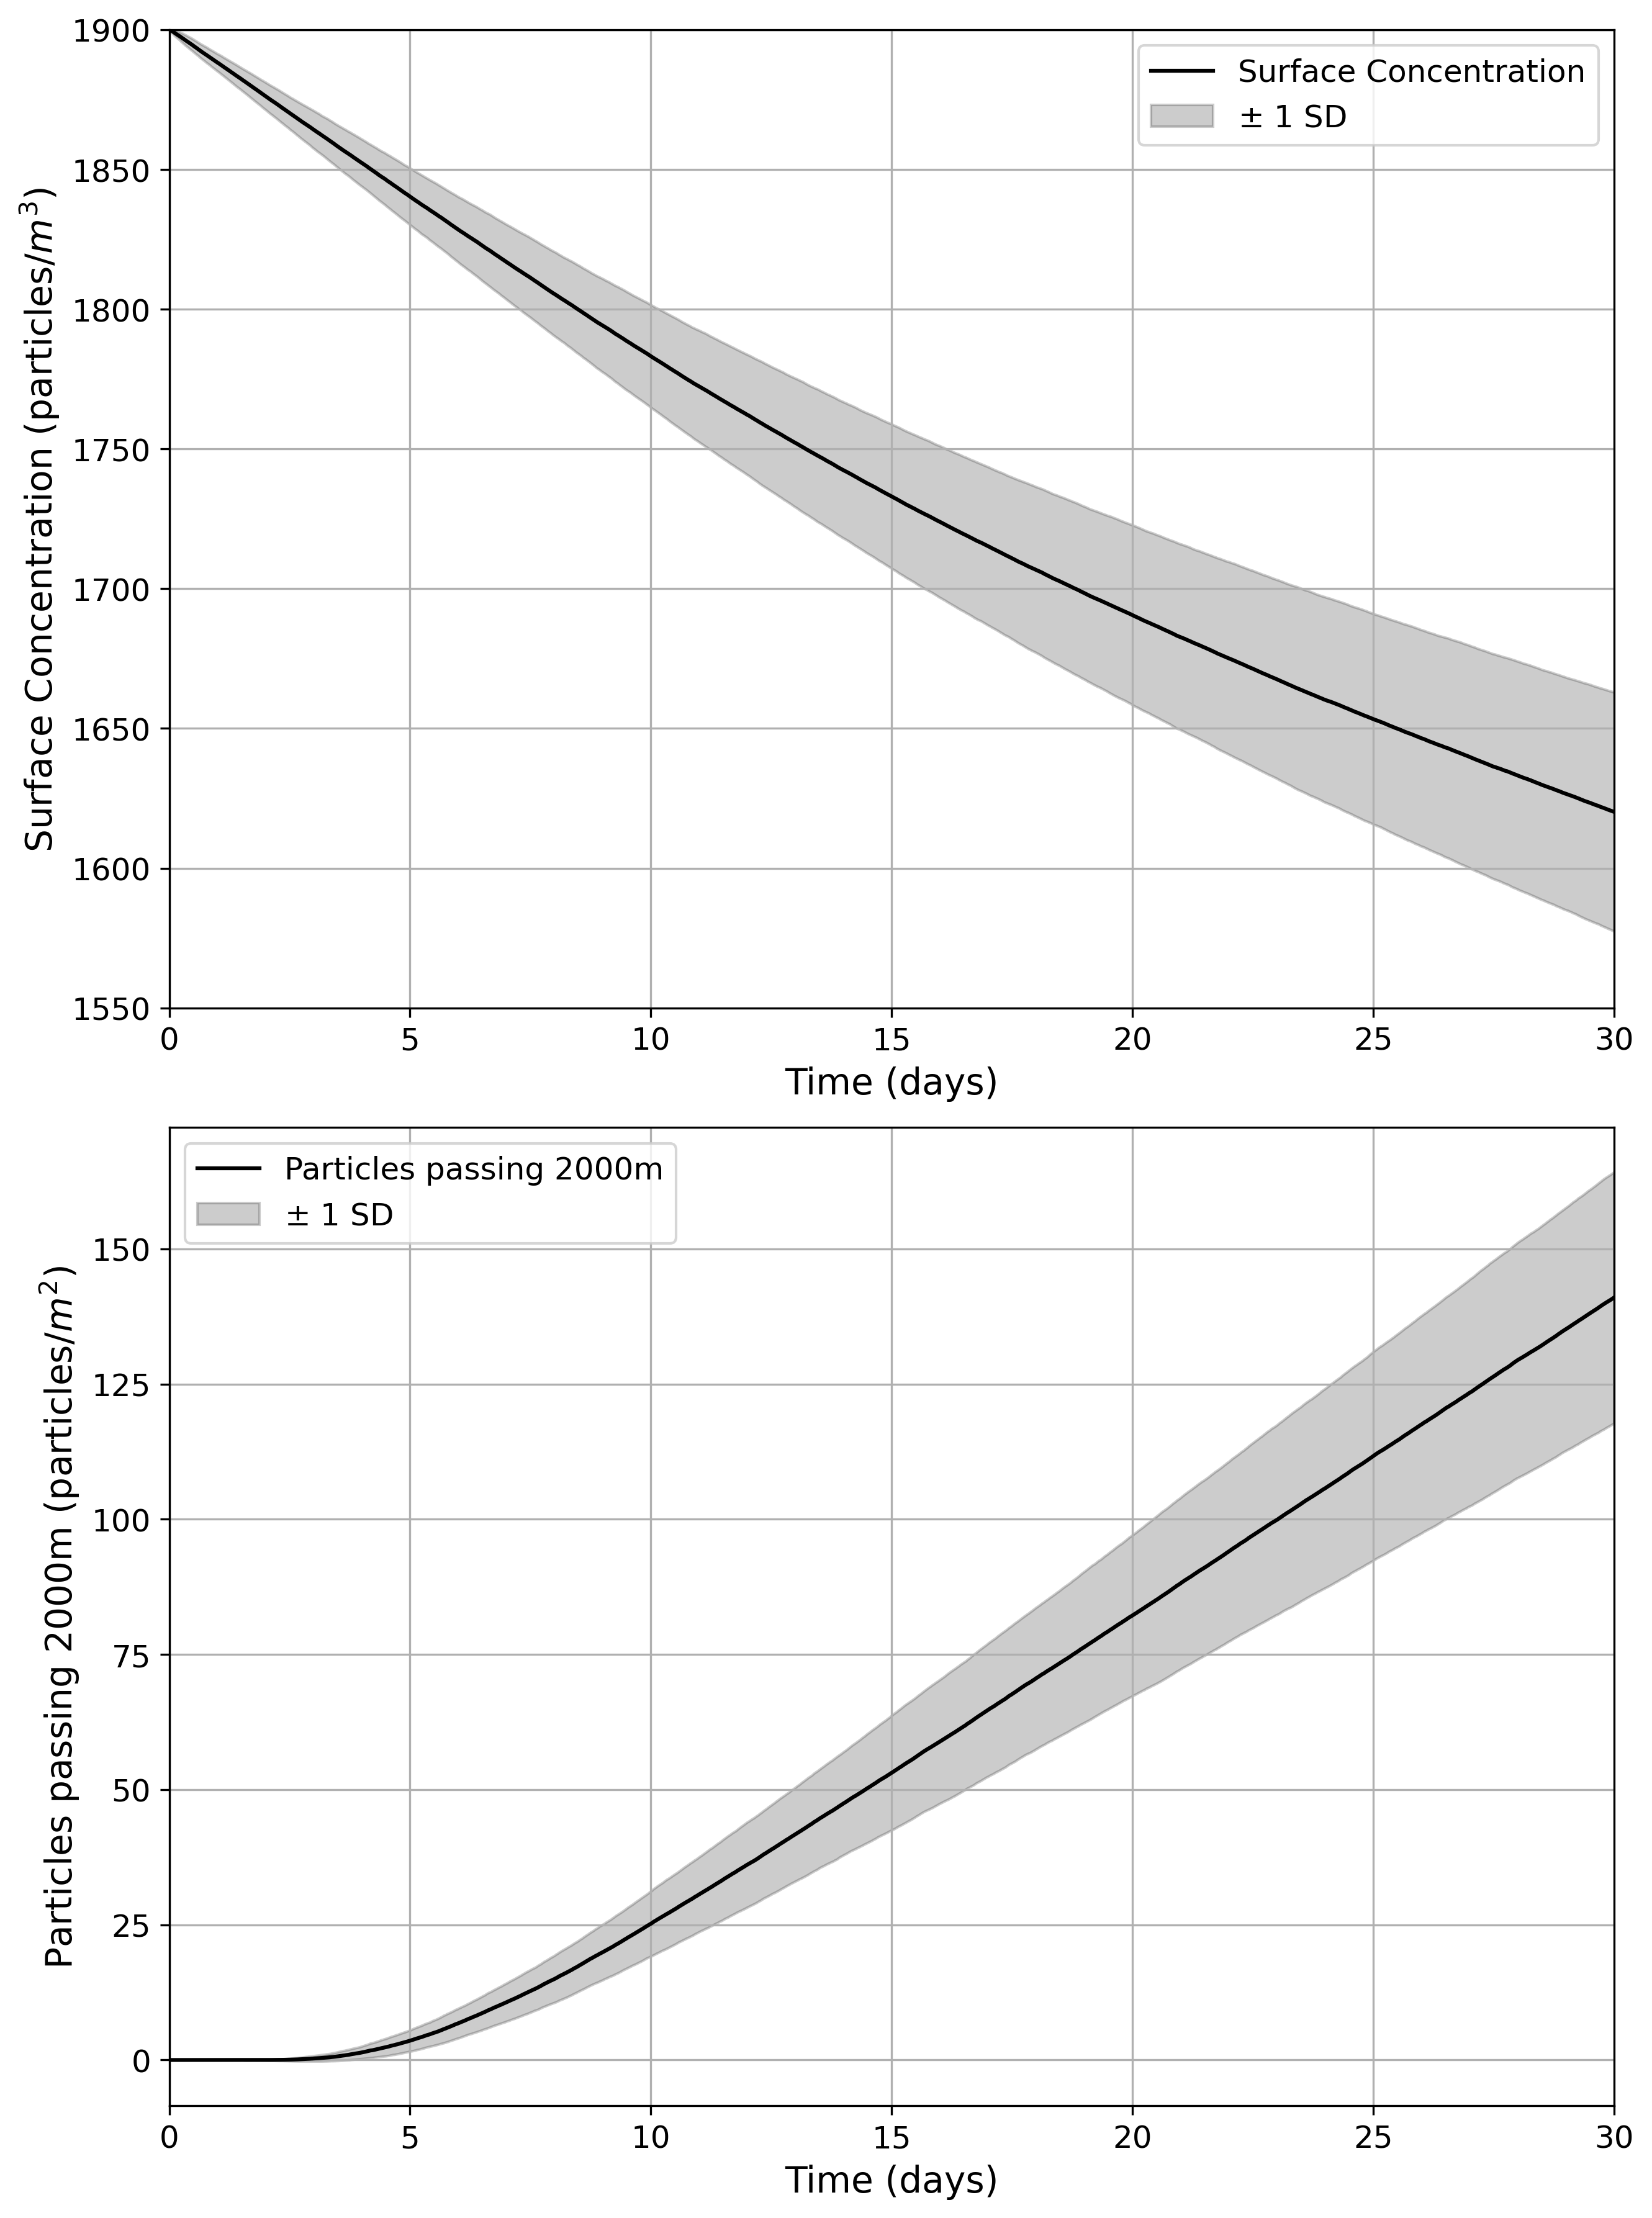 Surface Concentration (particles/m³)
1900
1850
1800
1750
1700
1650
1600
1550
Surface Concentration
± 1 SD
0 5 10 15 20 25 30
Time (days)
Particles passing 2000m (particles/m²)
150
125
100
75
50
25
0
Particles passing 2000m
± 1 SD
0 5 10 15 20 25 30
Time (days)